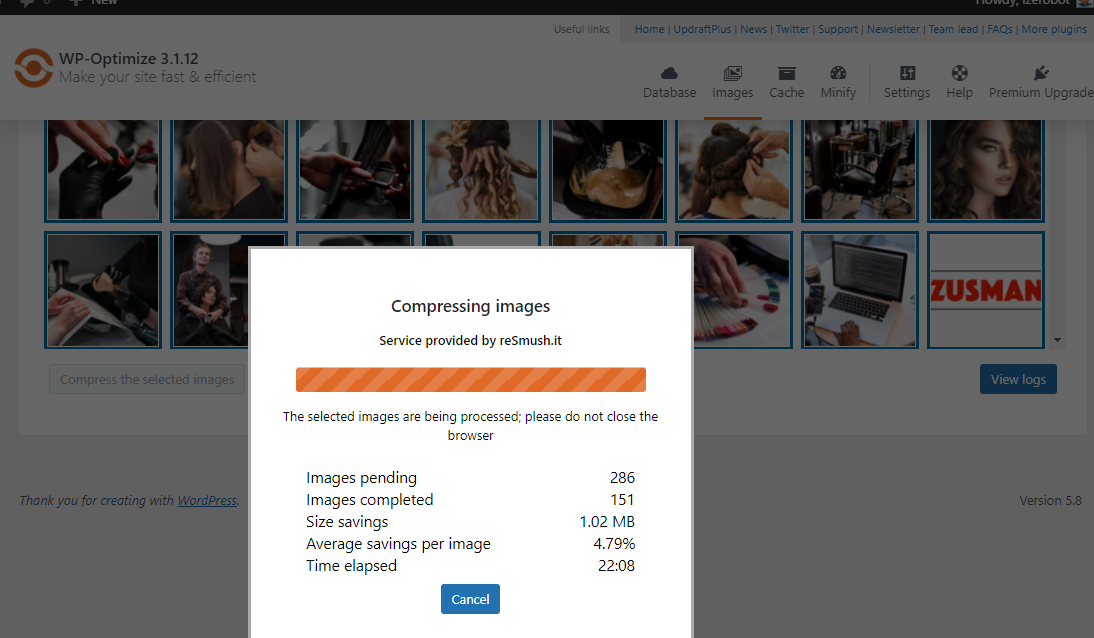 0 New Howdy, izerobot
WP-Optimize 3.1.12
Make your site fast & efficient
Useful links Home | UpdraftPlus | News | Twitter | Support | Newsletter | Team lead | FAQs | More plugins
Database Images Cache Minify Settings Help Premium Upgrade
ZUSMAN
Compressing images
Service provided by reSmush.it
The selected images are being processed; please do not close the
browser
Images pending 286
Images completed 151
Size savings 1.02 MB
Average savings per image 4.79%
Time elapsed 22:08
Cancel
Compress the selected images
View logs
Thank you for creating with WordPress.
Version 5.8